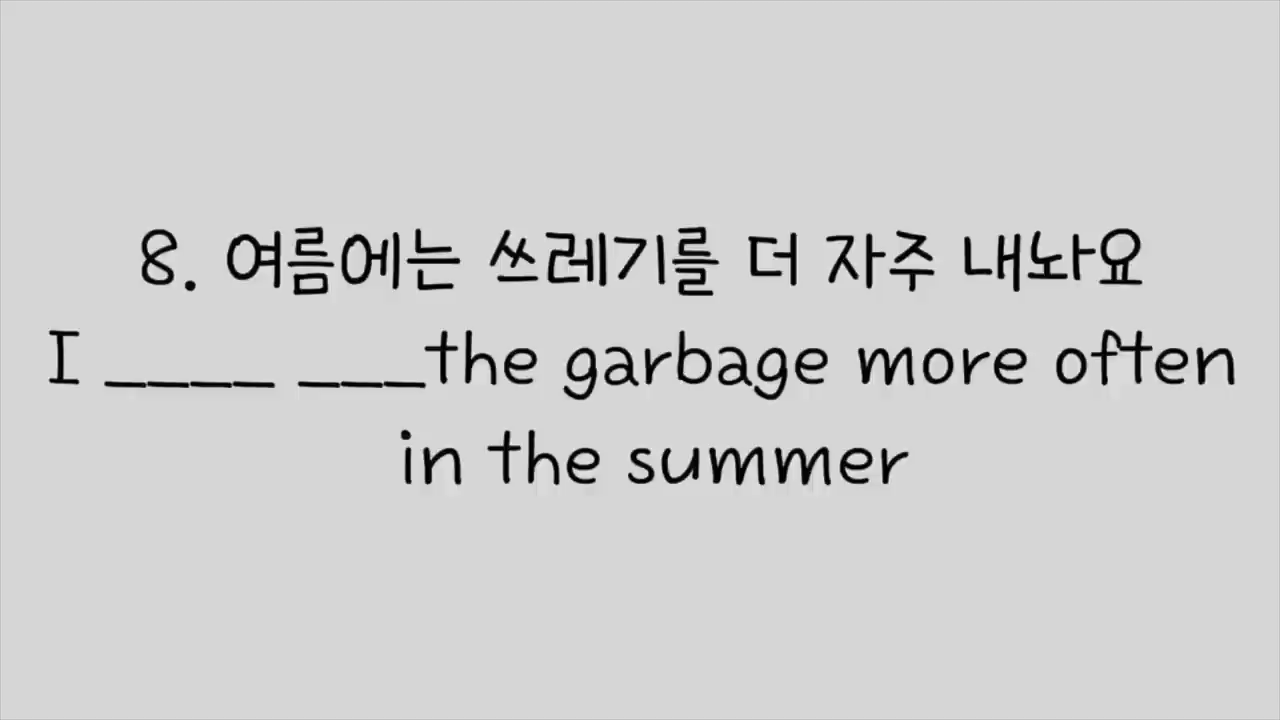 8. 여름에는 쓰레기를 더 자주 내놔요
I ____ ___the garbage more often
in the summer